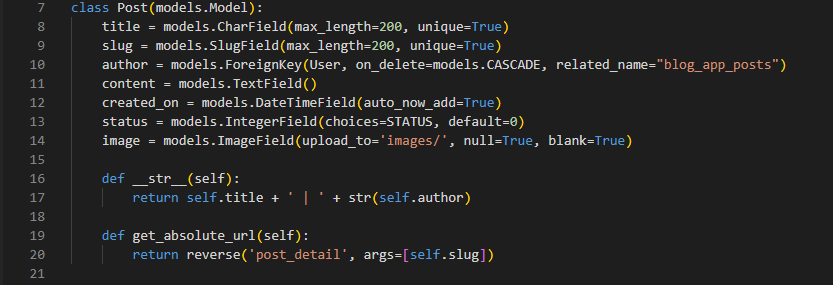 7 class Post(models.Model):
8     title = models.CharField(max_length=200, unique=True)
9     slug = models.SlugField(max_length=200, unique=True)
10     author = models.ForeignKey(User, on_delete=models.CASCADE, related_name="blog_app_posts")
11     content = models.TextField()
12     created_on = models.DateTimeField(auto_now_add=True)
13     status = models.IntegerField(choices=STATUS, default=0)
14     image = models.ImageField(upload_to='images/', null=True, blank=True)
15
16     def __str__(self):
17         return self.title + ' | ' + str(self.author)
18
19     def get_absolute_url(self):
20         return reverse('post_detail', args=[self.slug])
21